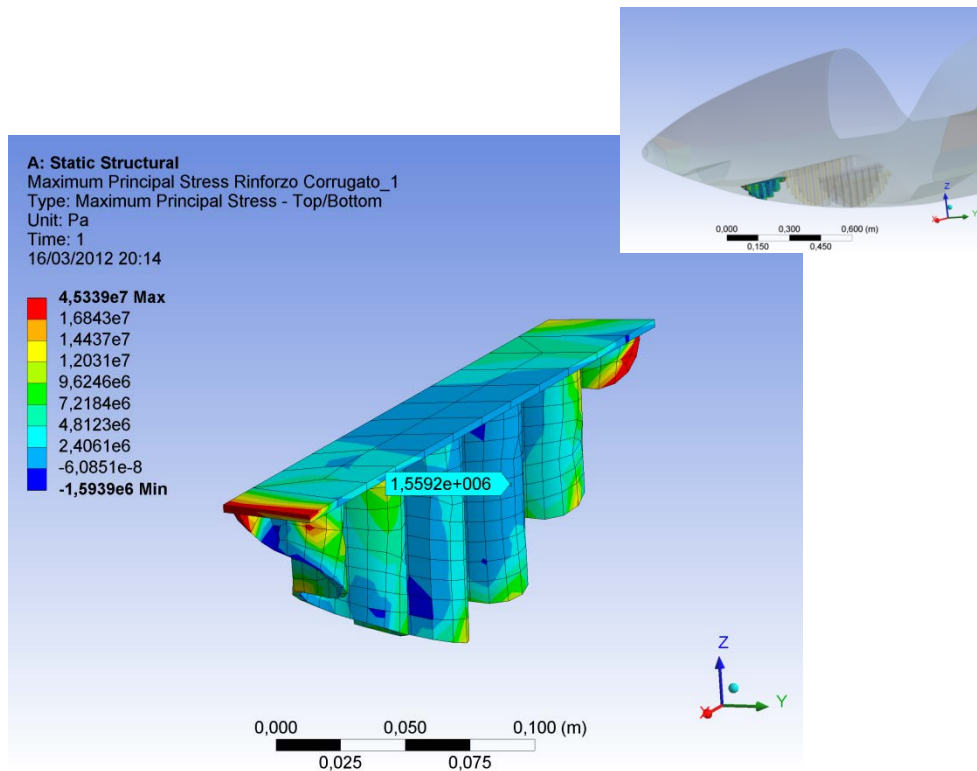 0,000 0,300 0,600 (m)
0,150 0,450
Z
X
Y
A: Static Structural
Maximum Principal Stress Rinforzo Corrugato_1
Type: Maximum Principal Stress - Top/Bottom
Unit: Pa
Time: 1
16/03/2012 20:14
4,5339e7 Max
1,6843e7
1,4437e7
1,2031e7
9,6246e6
7,2184e6
4,8123e6
2,4061e6
-6,0851e-8
-1,5939e6 Min
1,5592e+006
Z
X
Y
0,000 0,050 0,100 (m)
0,025 0,075